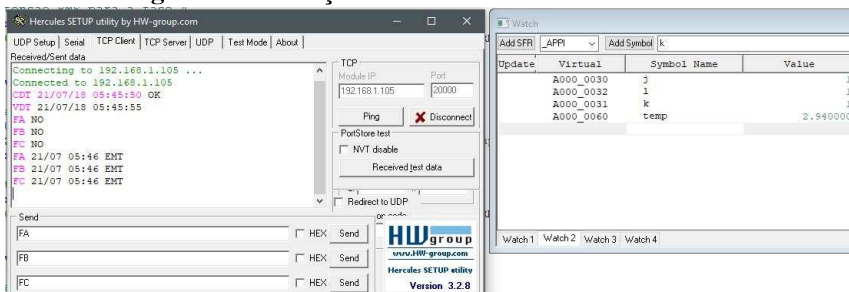 Hercules SETUP utility by HW-group.com
UDP Setup Serial TCP Client TCP Server UDP Test Mode About
Received/Sent data
Connecting to 192.168.1.105 ...
Connected to 192.168.1.105
CDT 21/07/18 05:45:50 OK
VDT 21/07/18 05:45:55
FA NO
FB NO
FC NO
FA 21/07 05:46 EMT
FB 21/07 05:46 EMT
FC 21/07 05:46 EMT
TCP
Module IP Port
192.168.1.105 20000
Ping Disconnect
PortStore test
NVT disable
Received test data
Redirect to UDP
Send
FA HEX Send
FB HEX Send
FC HEX Send
HW group
www.HW-group.com
Hercules SETUP utility
Version 3.2.8
Watch
Add SFR _APPI Add Symbol k
Update Virtual Symbol Name Value
A000_0030 j 1
A000_0032 l 1
A000_0031 k 1
A000_0060 temp 2.940000
Watch 1 Watch 2 Watch 3 Watch 4